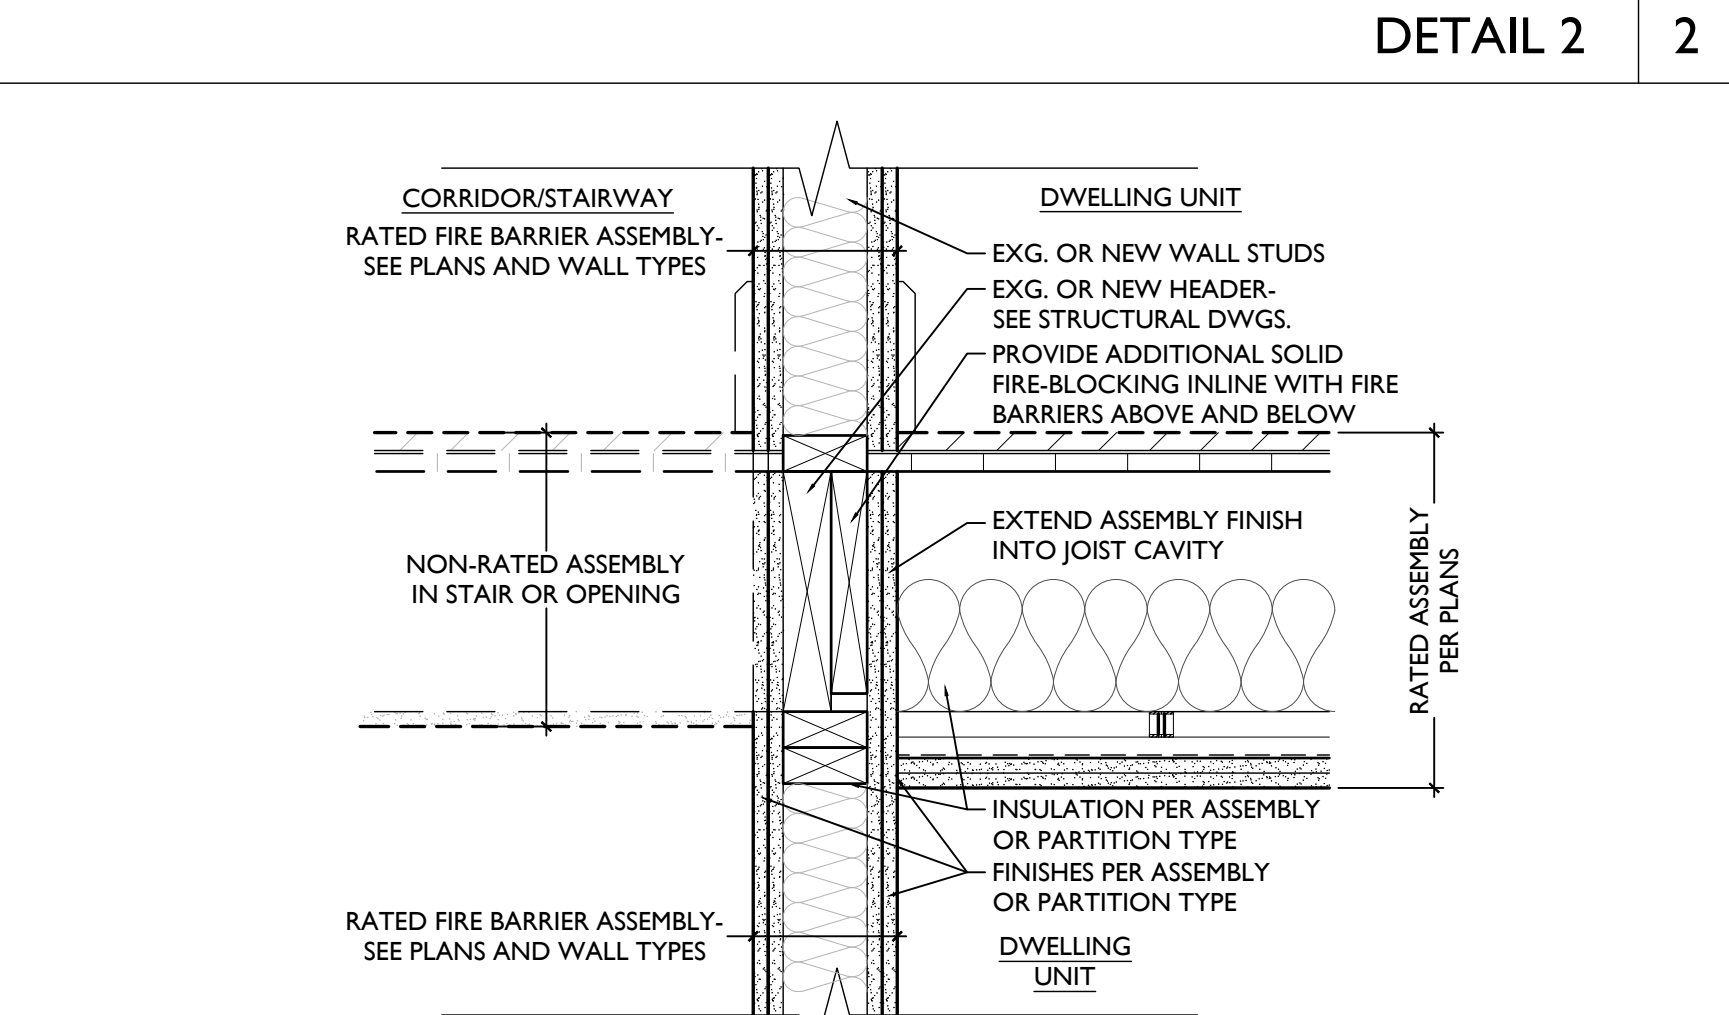 DETAIL 2
2
CORRIDOR/STAIRWAY
RATED FIRE BARRIER ASSEMBLY-
SEE PLANS AND WALL TYPES
DWELLING UNIT
EXG. OR NEW WALL STUDS
EXG. OR NEW HEADER-
SEE STRUCTURAL DWGS.
PROVIDE ADDITIONAL SOLID
FIRE-BLOCKING INLINE WITH FIRE
BARRIERS ABOVE AND BELOW
EXTEND ASSEMBLY FINISH
INTO JOIST CAVITY
NON-RATED ASSEMBLY
IN STAIR OR OPENING
RATED ASSEMBLY
PER PLANS
INSULATION PER ASSEMBLY
OR PARTITION TYPE
FINISHES PER ASSEMBLY
OR PARTITION TYPE
RATED FIRE BARRIER ASSEMBLY-
SEE PLANS AND WALL TYPES
DWELLING
UNIT